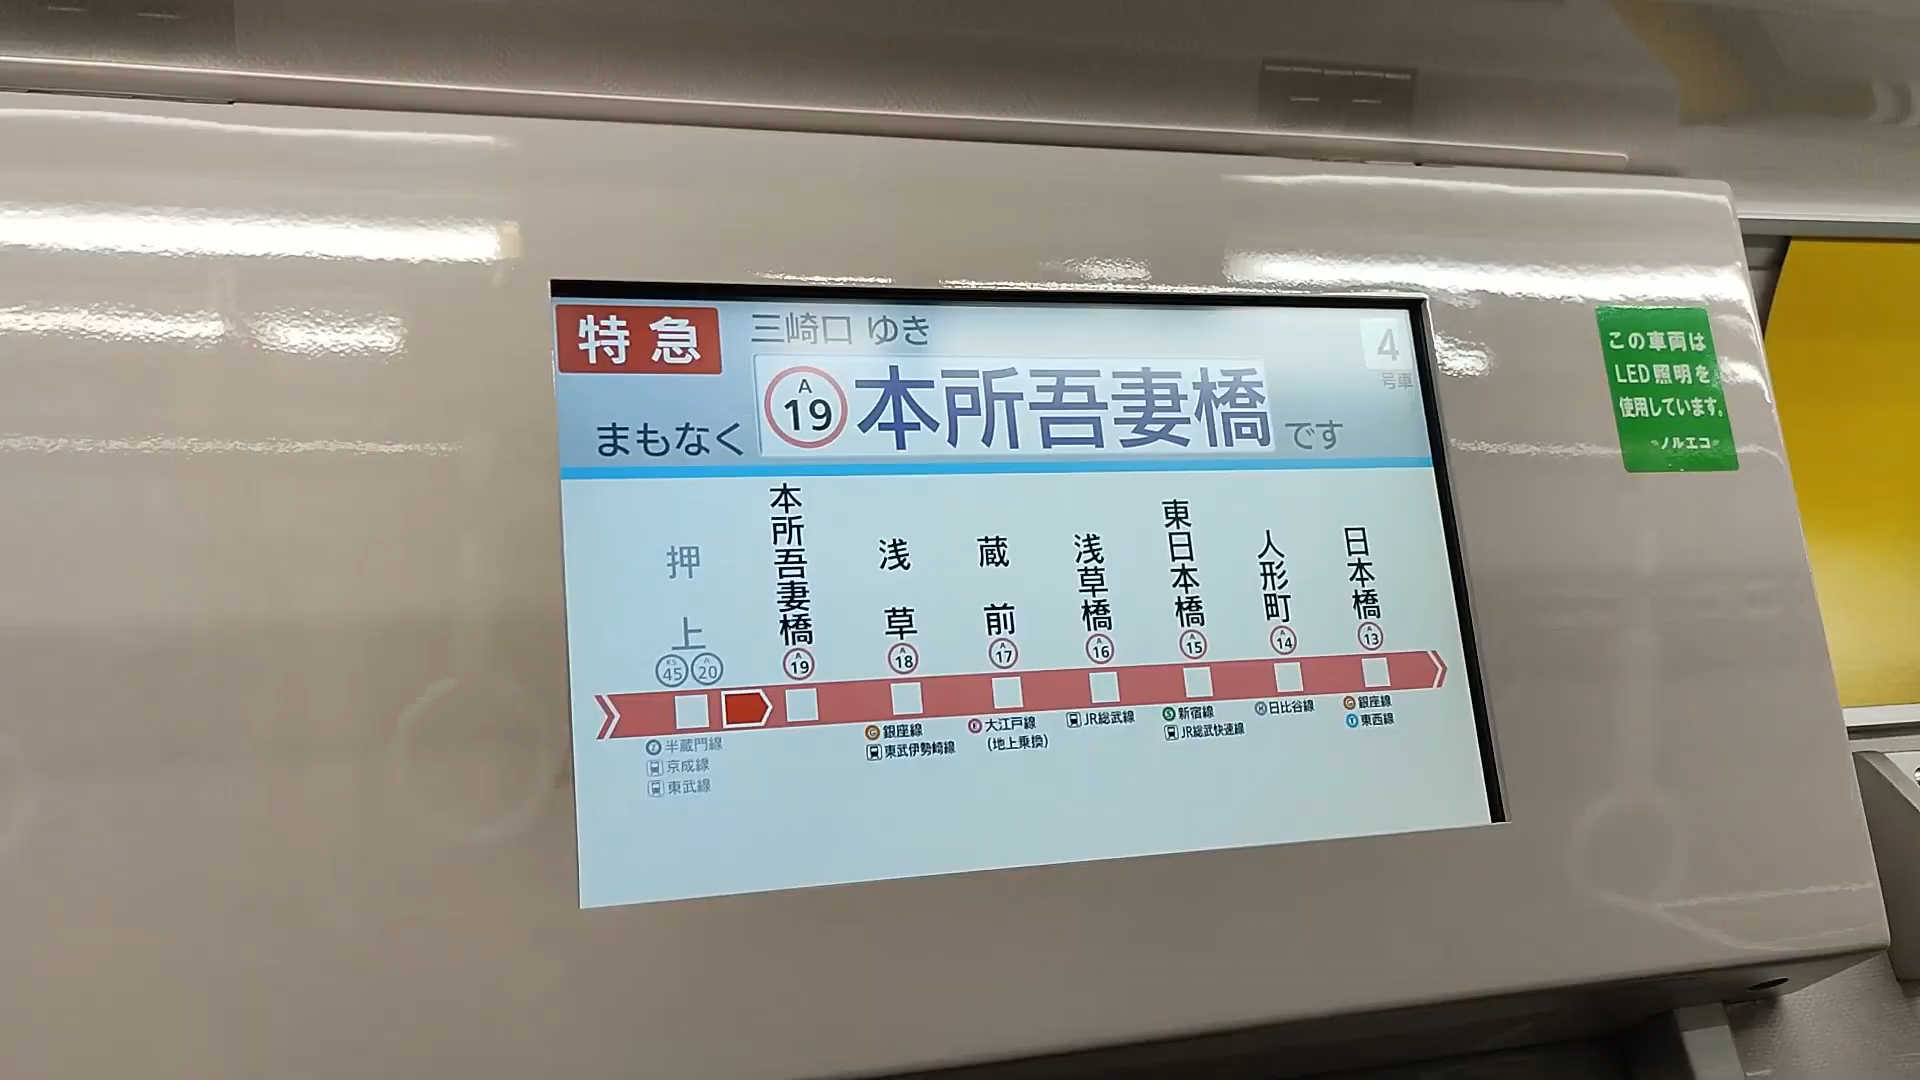 特急
三崎口 ゆき
4
号車
まもなく
A
19
本所吾妻橋
です
押上
本所吾妻橋
浅草
蔵前
浅草橋
東日本橋
人形町
日本橋
KS
45
A
20
A
19
A
18
A
17
A
16
A
15
A
14
A
13
Z 半蔵門線
京成線
東武線
G 銀座線
東武伊勢崎線
E 大江戸線
(地上乗換)
JR総武線
S 新宿線
JR総武快速線
H 日比谷線
G 銀座線
T 東西線
この車両は
LED照明を
使用しています。
ノルエコ